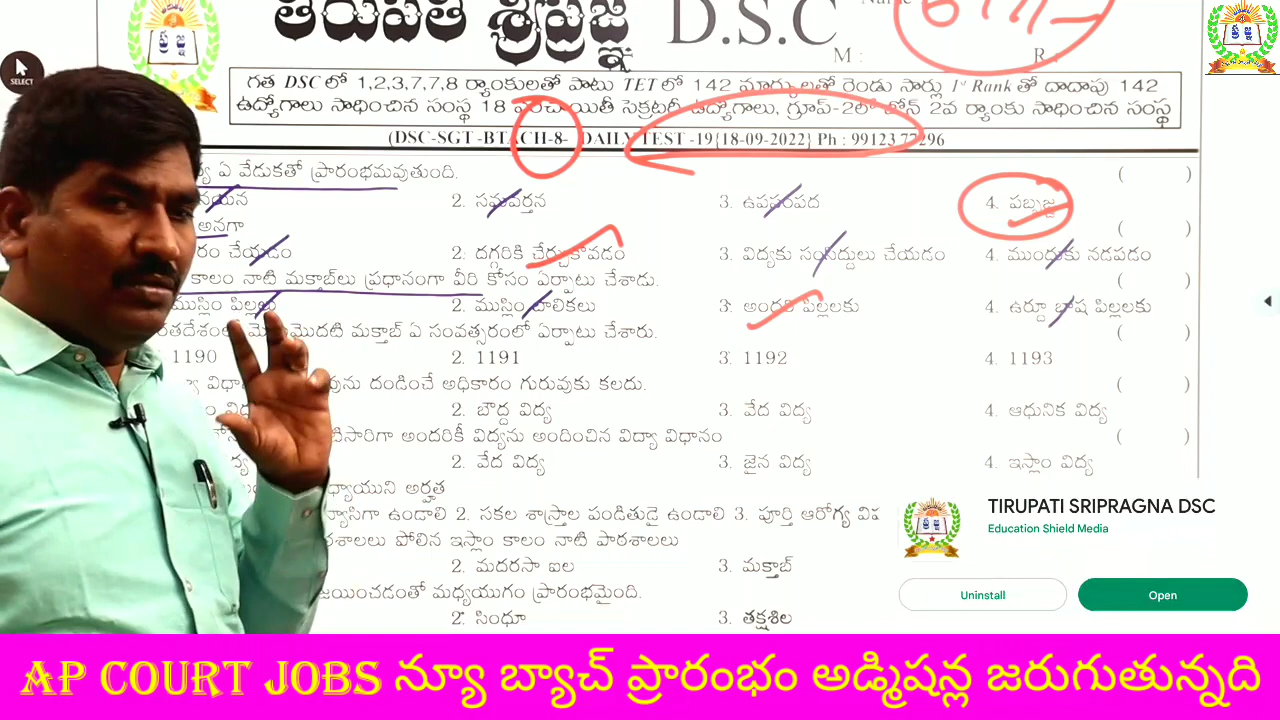 తిరుపతి శ్రీప్రజ్ఞ D.S.C
M : R :
గత DSC లో 1,2,3,7,7,8 ర్యాంకులతో పాటు TET లో 142 మార్కులతో రెండు సార్లు 1st Rank తో దాదాపు 142
ఉద్యోగాలు సాధించిన సంస్థ 18 పంచాయితీ సెక్రటరీ ఉద్యోగాలు, గ్రూప్-2లో జోన్ 2వ ర్యాంకు సాధించిన సంస్థ
SELECT
(DSC-SGT-BTACH-8- DAILY TEST -19{18-09-2022} Ph : 99123 77296
ఏ వేడుకతో ప్రారంభమవుతుంది. ( )
2. సమవర్తన 3. ఉపసంపద 4. పబ్బజ్జ
అనగా ( )
చేయడం 2. దగ్గరికి చేర్చుకోవడం 3. విద్యకు సంసిద్దులు చేయడం 4. ముందుకు నడపడం
కాలం నాటి మక్తాబ్‌లు ప్రధానంగా వీరి కోసం ఏర్పాటు చేశాడు. ( )
ముస్లిం పిల్లలు 2. ముస్లిం బాలికలు 3. అందరి పిల్లలకు 4. ఉర్దూ భాష పిల్లలకు
మొట్టమొదటి మక్తాబ్ ఏ సంవత్సరంలో ఏర్పాటు చేశారు. ( )
1190 2. 1191 3. 1192 4. 1193
దండించే అధికారం గురువుకు కలదు. ( )
2. బౌద్ద విద్య 3. వేద విద్య 4. ఆధునిక విద్య
అందరికీ విద్యను అందించిన విద్యా విధానం ( )
2. వేద విద్య 3. జైన విద్య 4. ఇస్లాం విద్య
అర్హత
ఉండాలి 2. సకల శాస్త్రాల పండితుడై ఉండాలి 3. పూర్తి ఆరోగ్య
పోలిన ఇస్లాం కాలం నాటి పాఠశాలలు
2. మదరసా ఐల 3. మక్తాబ్
మధ్యయుగం ప్రారంభమైంది.
2. సింధూ 3. తక్షశిల
TIRUPATI SRIPRAGNA DSC
Education Shield Media
Uninstall Open
AP COURT JOBS న్యూ బ్యాచ్ ప్రారంభం అడ్మిషన్ల జరుగుతున్నది